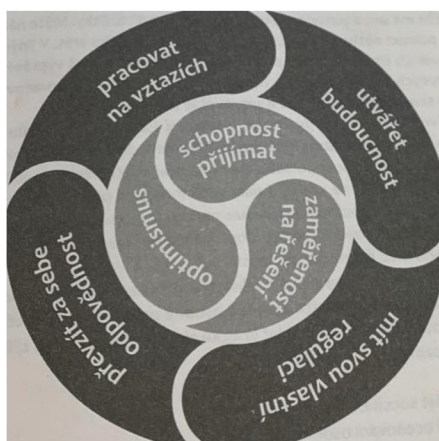 pracovat
na vztazích
utvářet
budoucnost
schopnost
přijímat
optimismus
zaměřenost
na řešení
převzít za sebe
odpovědnost
mít svou vlastní
regulaci